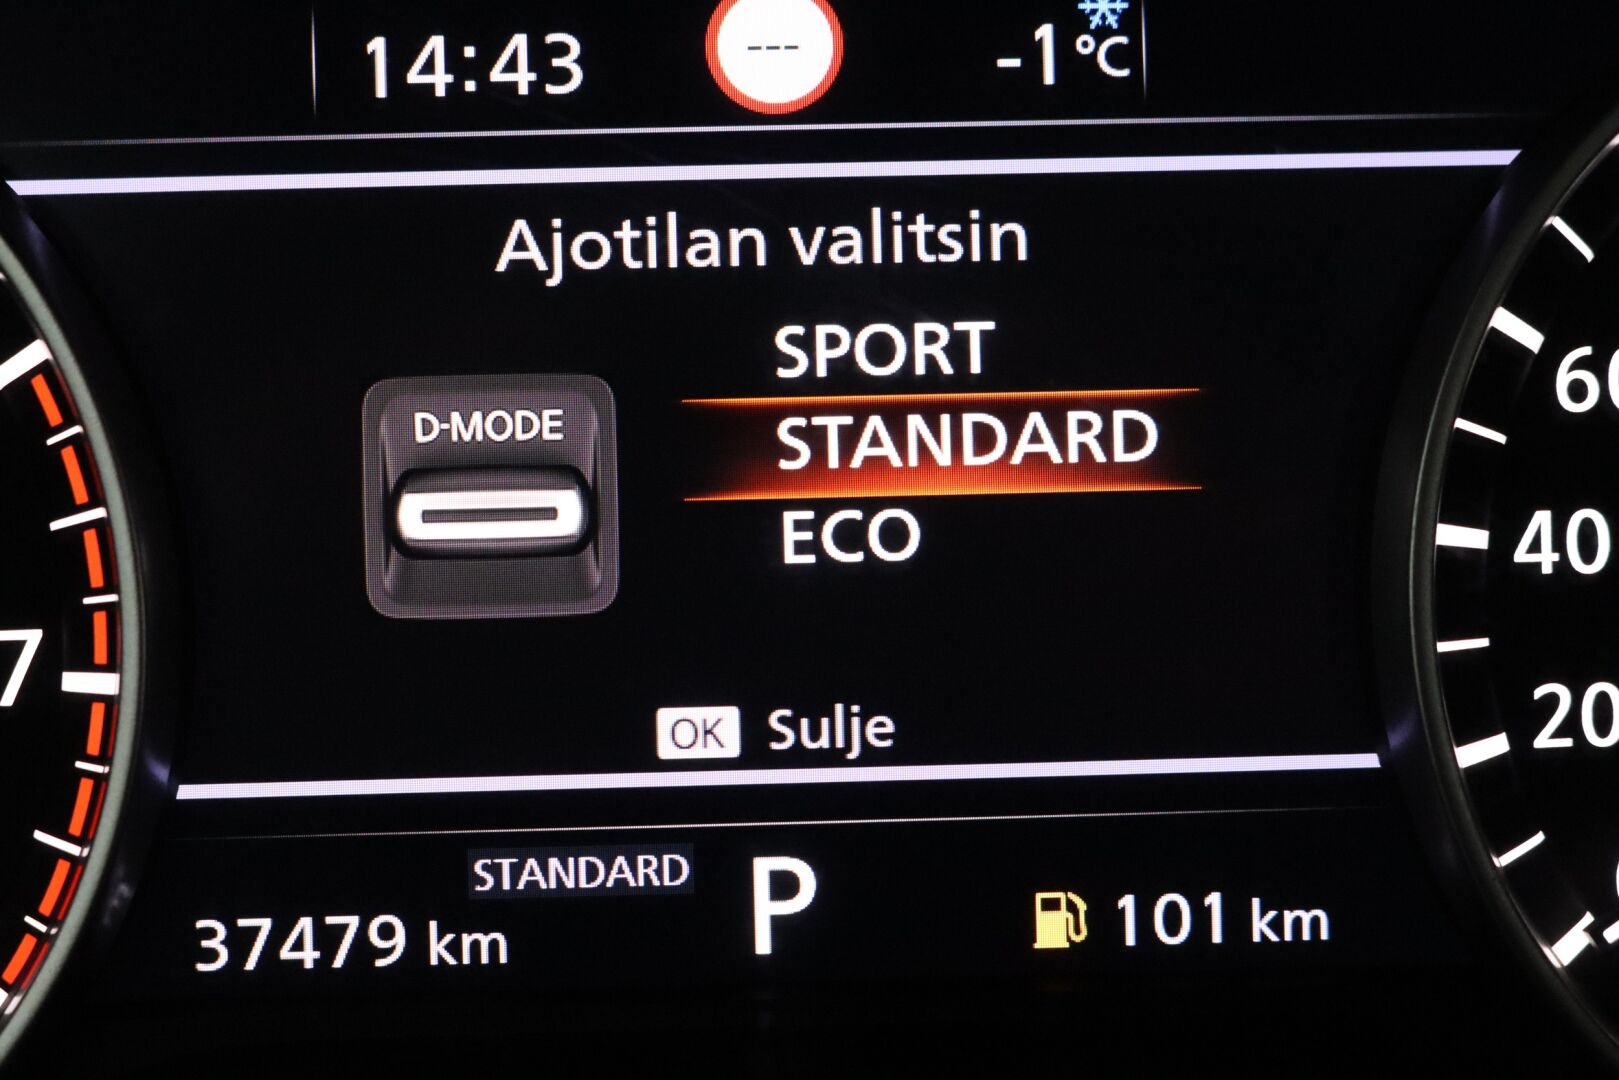 14:43
---
-1 °C
Ajotilan valitsin
D-MODE
SPORT
STANDARD
ECO
OK Sulje
STANDARD
P
37479 km
101 km
7
60
40
20